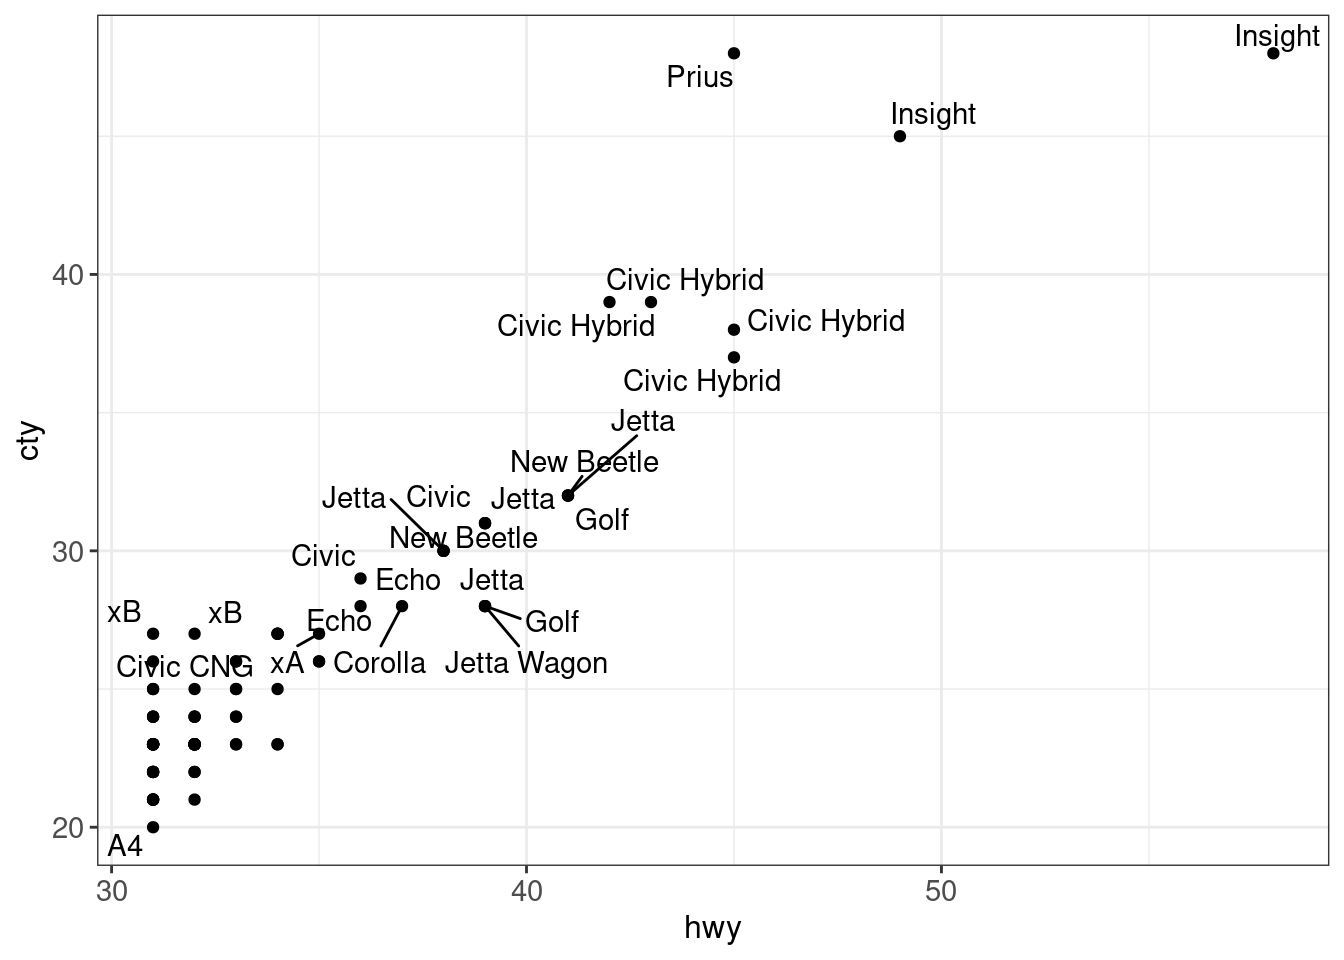 Insight
Prius
Insight
40
Civic Hybrid
Civic Hybrid
Civic Hybrid
Civic Hybrid
Jetta
cty
New Beetle
Jetta
Civic
Jetta
Golf
New Beetle
30
Civic
Echo
Jetta
xB
xB
Echo
Golf
Civic CNG
xA
Corolla
Jetta Wagon
20
A4
30
40
50
hwy